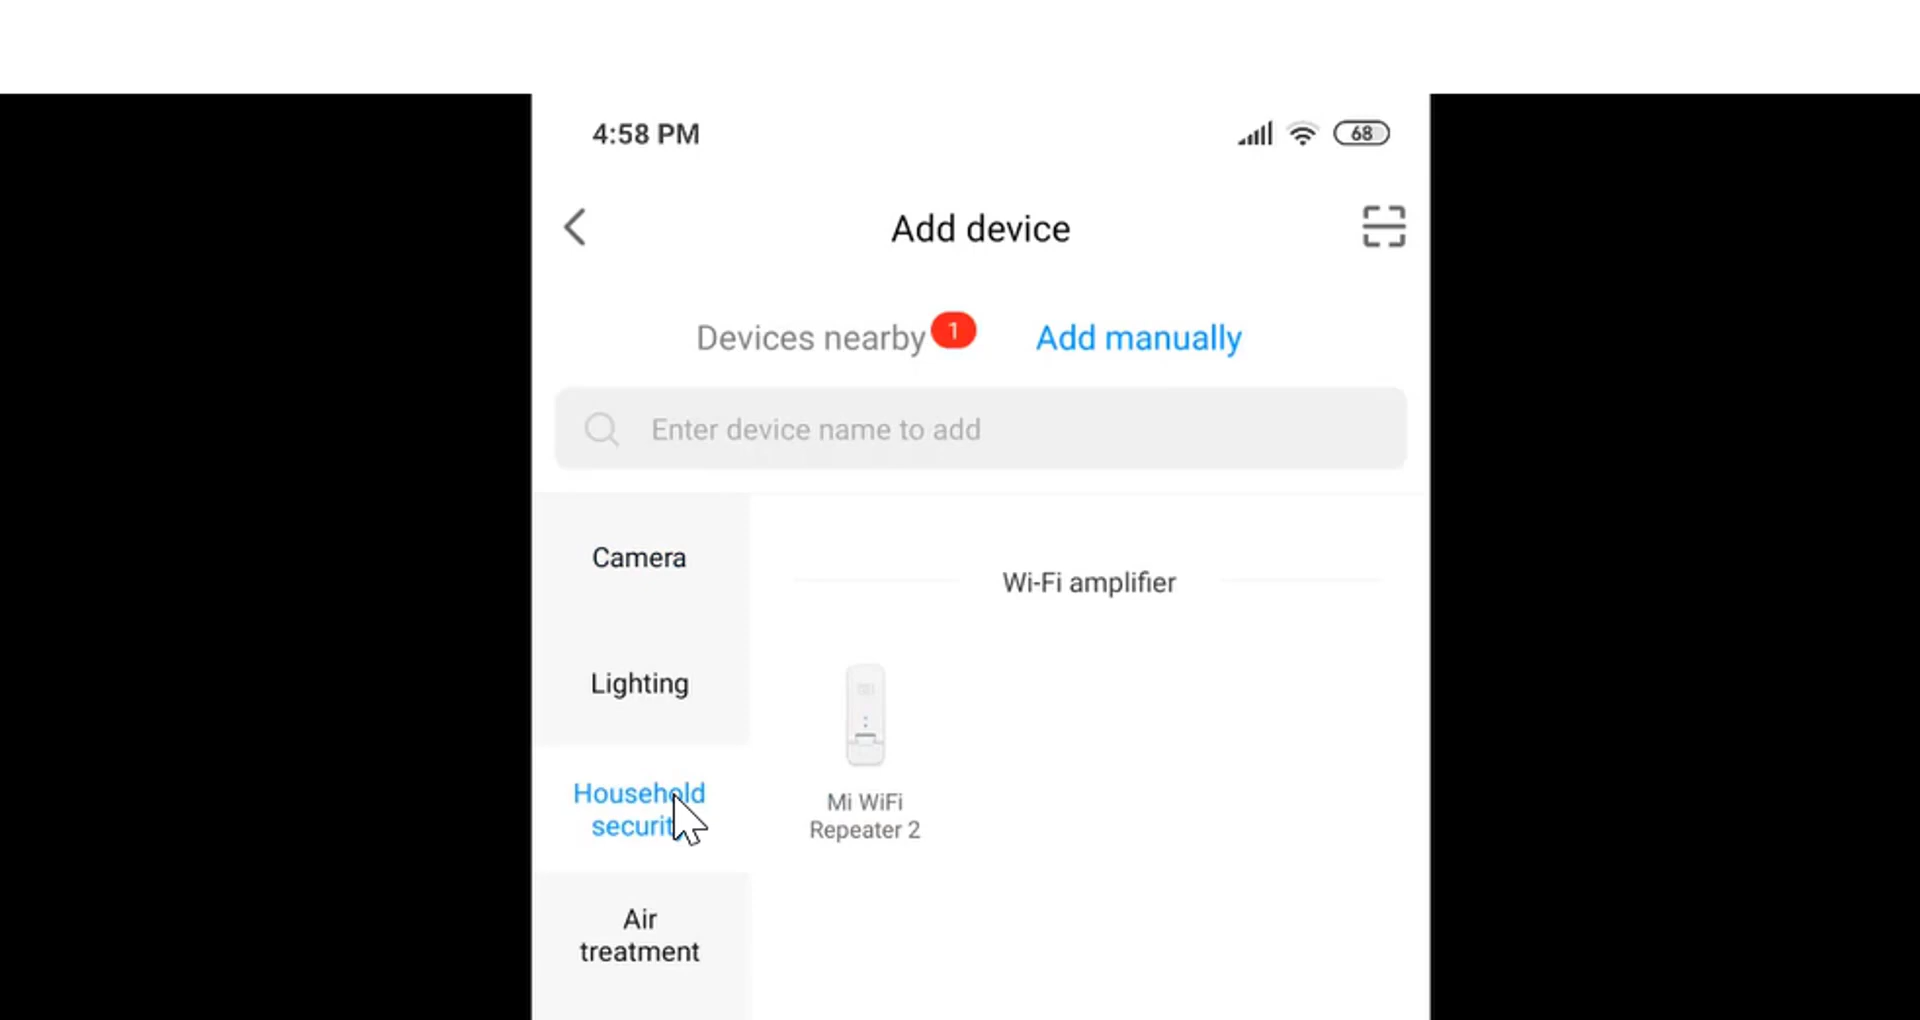 4:58 PM
68
Add device
Devices nearby 1 Add manually
Enter device name to add
Camera
Wi-Fi amplifier
Lighting
Household
Mi WiFi
Repeater 2
Air
treatment